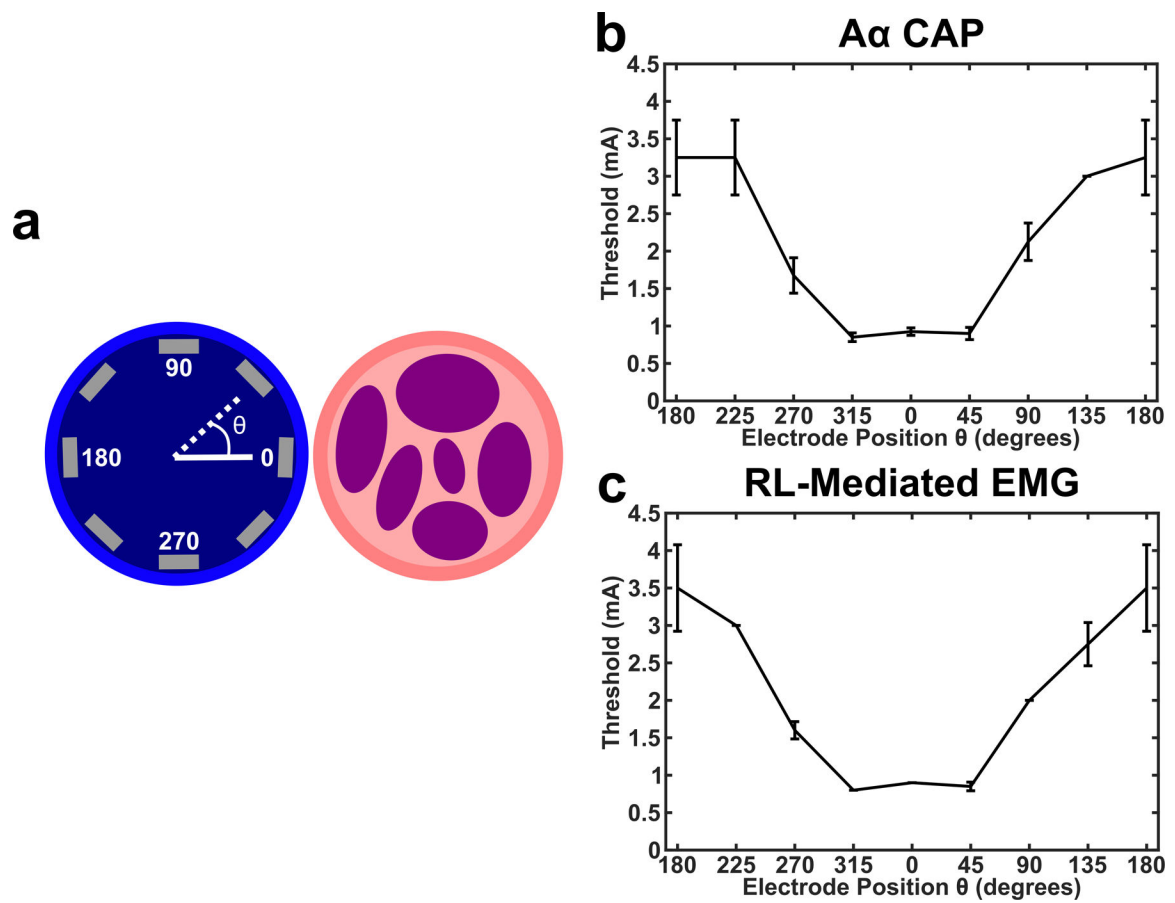 a
90
θ
180
0
270
b
Aα CAP
Threshold (mA)
4.5
4
3.5
3
2.5
2
1.5
1
0.5
0
180 225 270 315 0 45 90 135 180
Electrode Position θ (degrees)
c
RL-Mediated EMG
Threshold (mA)
4.5
4
3.5
3
2.5
2
1.5
1
0.5
0
180 225 270 315 0 45 90 135 180
Electrode Position θ (degrees)